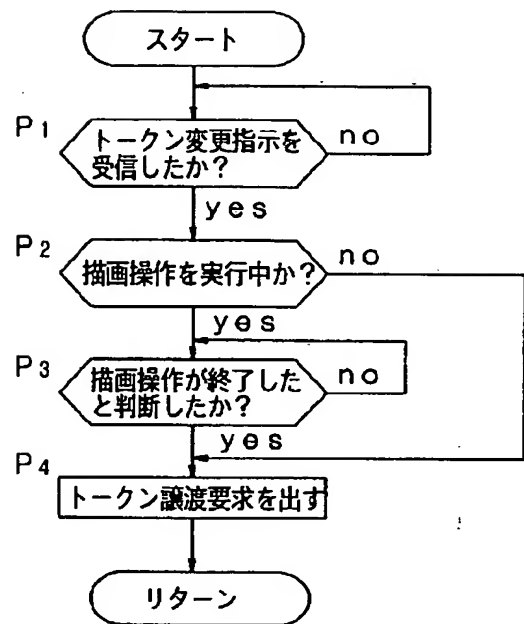 スタート
P1
トークン変更指示を
受信したか?
no
yes
P2
描画操作を実行中か?
no
yes
P3
描画操作が終了した
と判断したか?
no
yes
P4
トークン譲渡要求を出す
リターン